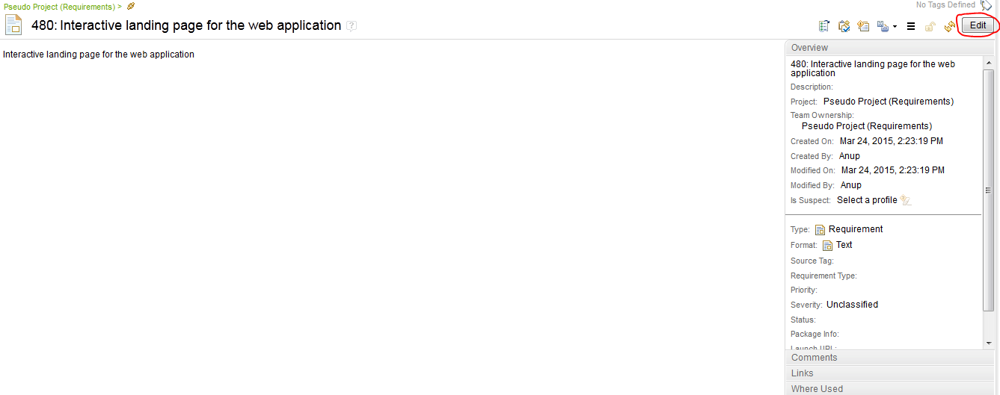 Pseudo Project (Requirements) >
No Tags Defined
480: Interactive landing page for the web application
Edit
Interactive landing page for the web application
Overview
480: Interactive landing page for the web
application
Description:
Project: Pseudo Project (Requirements)
Team Ownership:
Pseudo Project (Requirements)
Created On: Mar 24, 2015, 2:23:19 PM
Created By: Anup
Modified On: Mar 24, 2015, 2:23:19 PM
Modified By: Anup
Is Suspect: Select a profile
Type: Requirement
Format: Text
Source Tag:
Requirement Type:
Priority:
Severity: Unclassified
Status:
Package Info:
Launch URL:
Comments
Links
Where Used